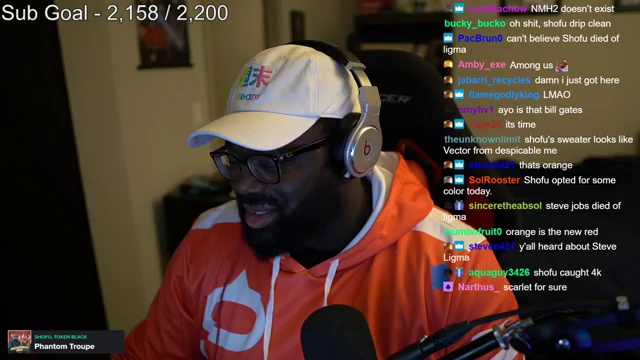 Sub Goal - 2,158 / 2,200
NMH2 doesn't exist
bucky_bucko oh shit, shofu drip clean
PacBrun0 can't believe Shofu died of
ligma
Amby_exe Among us
jabarri_recycles damn i just got here
flamegodlyking LMAO
ayo is that bill gates
its time
theunknownlimit shofu's sweater looks like
Vector from despicable me
steven421 thats orange
SolRooster Shofu opted for some
color today.
sinceretheabsol steve jobs died of
ligma
orange is the new red
steven421 y'all heard about Steve
Ligma
aquaguy3426 shofu caught 4k
Narthus_ scarlet for sure
SHOFU, TOKEN BLACK
Phantom Troupe